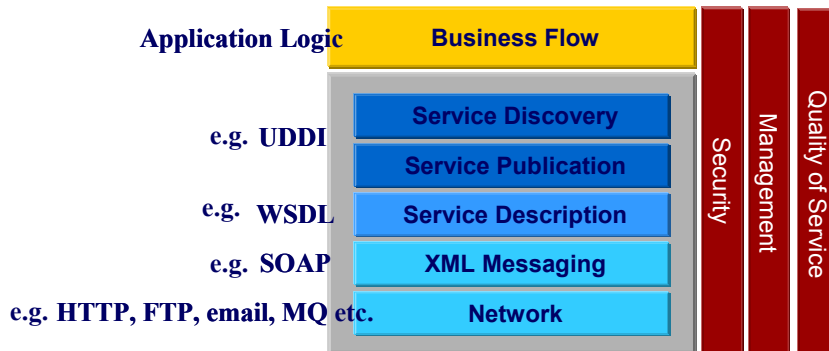 Application Logic
Business Flow
e.g. UDDI
Service Discovery
Service Publication
e.g. WSDL
Service Description
e.g. SOAP
XML Messaging
e.g. HTTP, FTP, email, MQ etc.
Network
Security
Management
Quality of Service